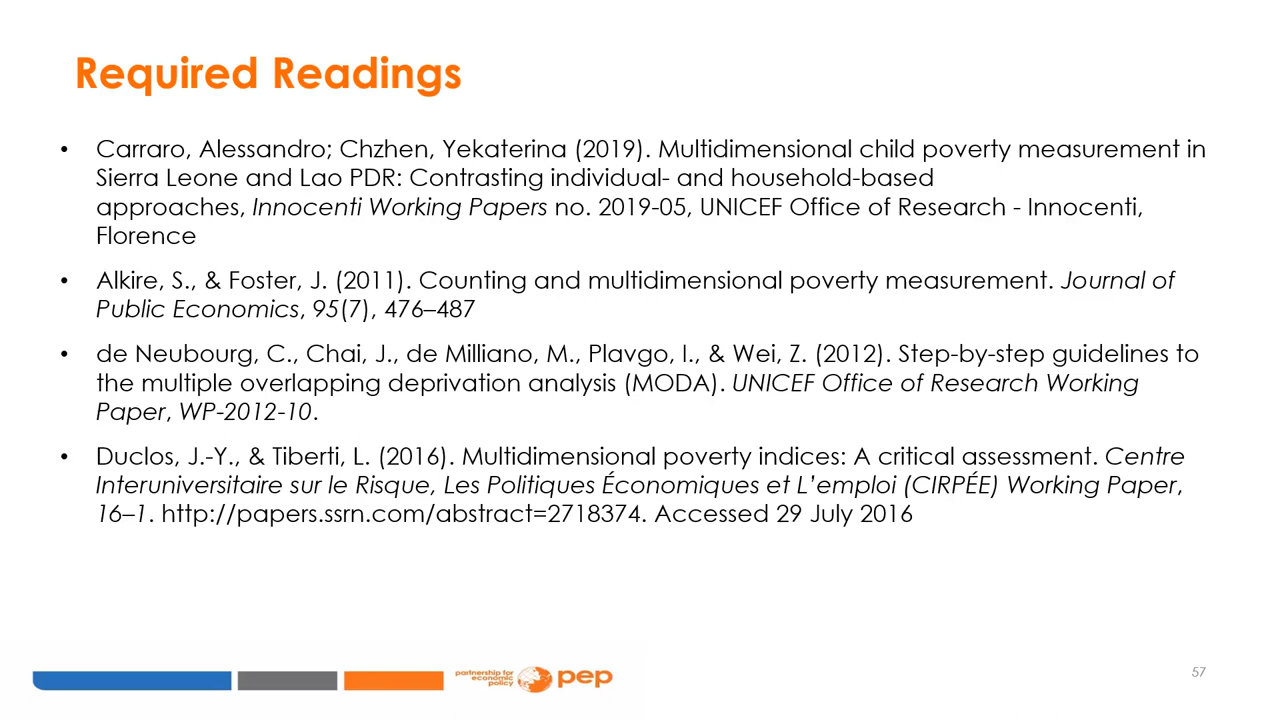 Required Readings
• Carraro, Alessandro; Chzhen, Yekaterina (2019). Multidimensional child poverty measurement in
Sierra Leone and Lao PDR: Contrasting individual- and household-based
approaches, Innocenti Working Papers no. 2019-05, UNICEF Office of Research - Innocenti,
Florence
• Alkire, S., & Foster, J. (2011). Counting and multidimensional poverty measurement. Journal of
Public Economics, 95(7), 476–487
• de Neubourg, C., Chai, J., de Milliano, M., Plavgo, I., & Wei, Z. (2012). Step-by-step guidelines to
the multiple overlapping deprivation analysis (MODA). UNICEF Office of Research Working
Paper, WP-2012-10.
• Duclos, J.-Y., & Tiberti, L. (2016). Multidimensional poverty indices: A critical assessment. Centre
Interuniversitaire sur le Risque, Les Politiques Économiques et L’emploi (CIRPÉE) Working Paper,
16–1. http://papers.ssrn.com/abstract=2718374. Accessed 29 July 2016
partnership for
economic
policy
pep
57